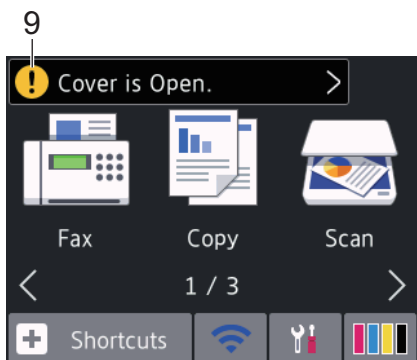 9
! Cover is Open. >
Fax Copy Scan
< 1 / 3 >
+ Shortcuts